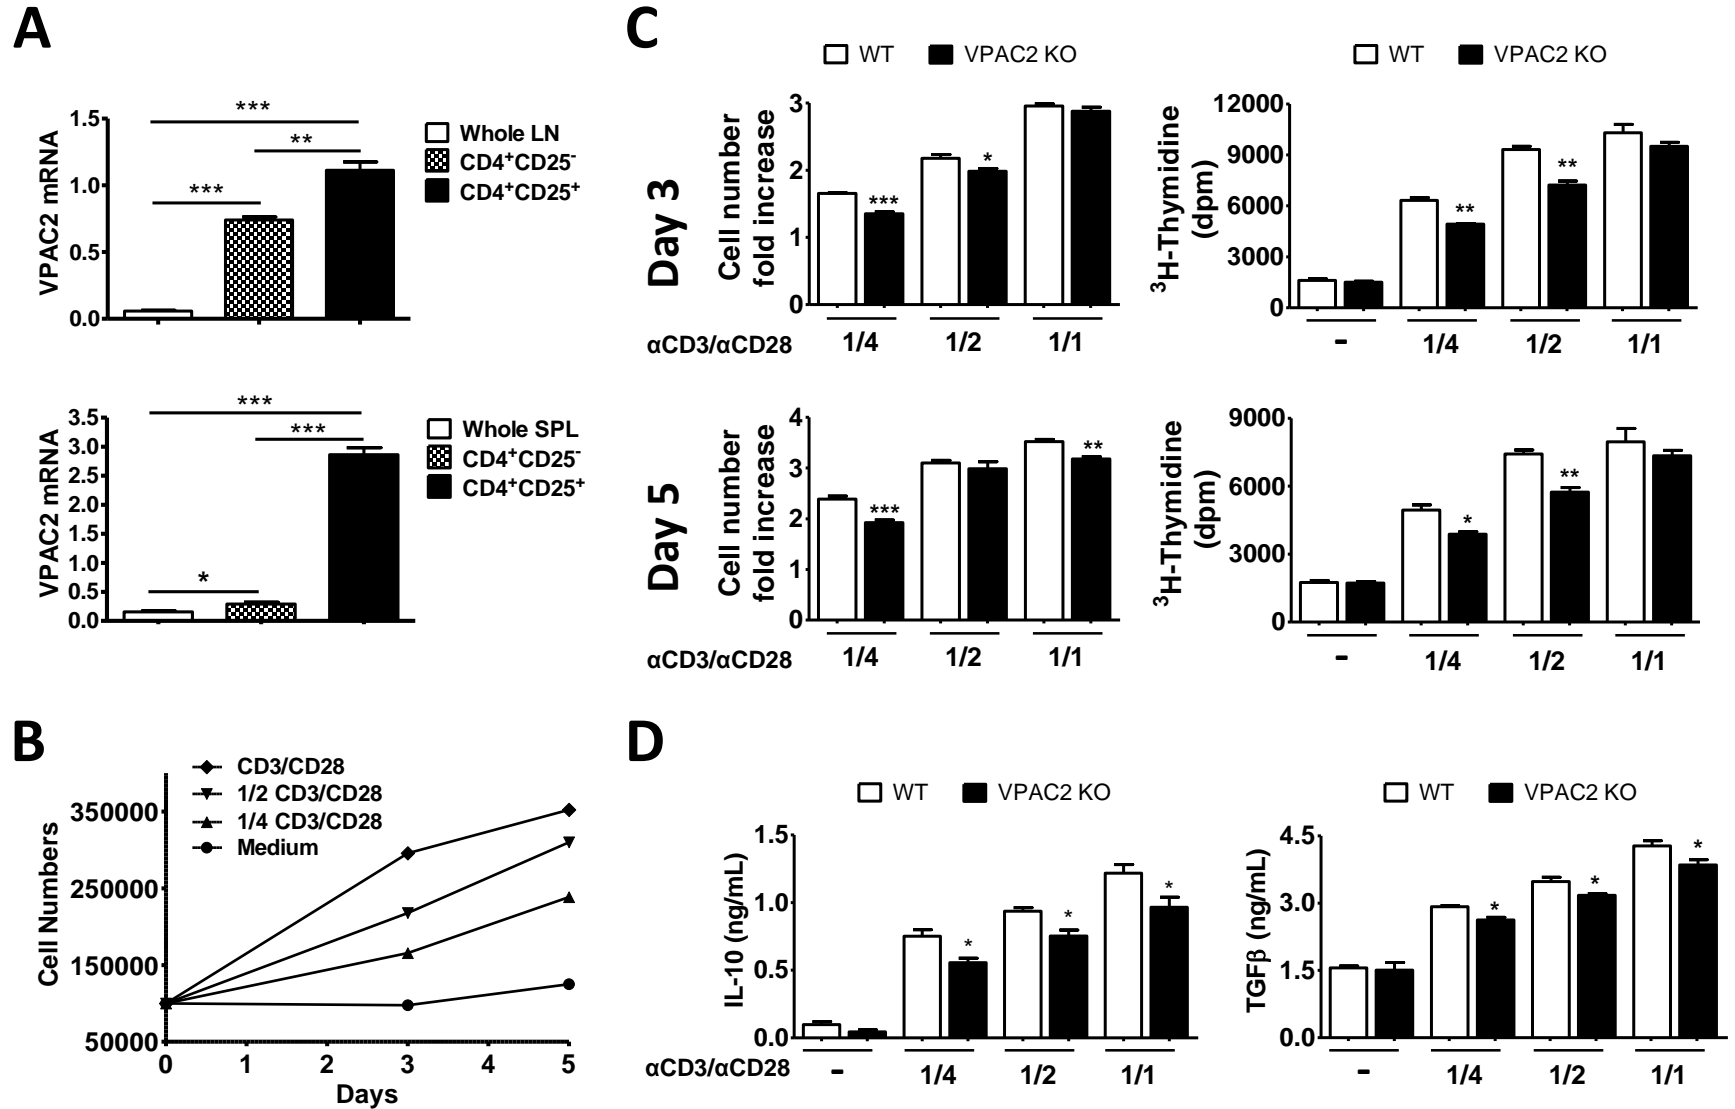 A
VPAC2 mRNA
1.5
1.0
0.5
0.0
***
**
***
Whole LN
CD4+CD25-
CD4+CD25+
VPAC2 mRNA
3.5
3.0
2.5
2.0
1.5
1.0
0.5
0.0
***
***
*
Whole SPL
CD4+CD25-
CD4+CD25+
B
CD3/CD28
1/2 CD3/CD28
1/4 CD3/CD28
Medium
Cell Numbers
350000
250000
150000
50000
0 1 2 3 4 5
Days
C
WT VPAC2 KO
Day 3
Cell number
fold increase
3
2
1
0
***
*
αCD3/αCD28 1/4 1/2 1/1
WT VPAC2 KO
3H-Thymidine
(dpm)
12000
9000
6000
3000
0
**
**
- 1/4 1/2 1/1
Day 5
Cell number
fold increase
4
3
2
1
0
***
**
αCD3/αCD28 1/4 1/2 1/1
3H-Thymidine
(dpm)
9000
6000
3000
0
*
**
- 1/4 1/2 1/1
D
WT VPAC2 KO
IL-10 (ng/mL)
1.5
1.0
0.5
0.0
*
*
*
αCD3/αCD28 - 1/4 1/2 1/1
WT VPAC2 KO
TGFβ (ng/mL)
4.5
3.0
1.5
0.0
*
*
*
- 1/4 1/2 1/1